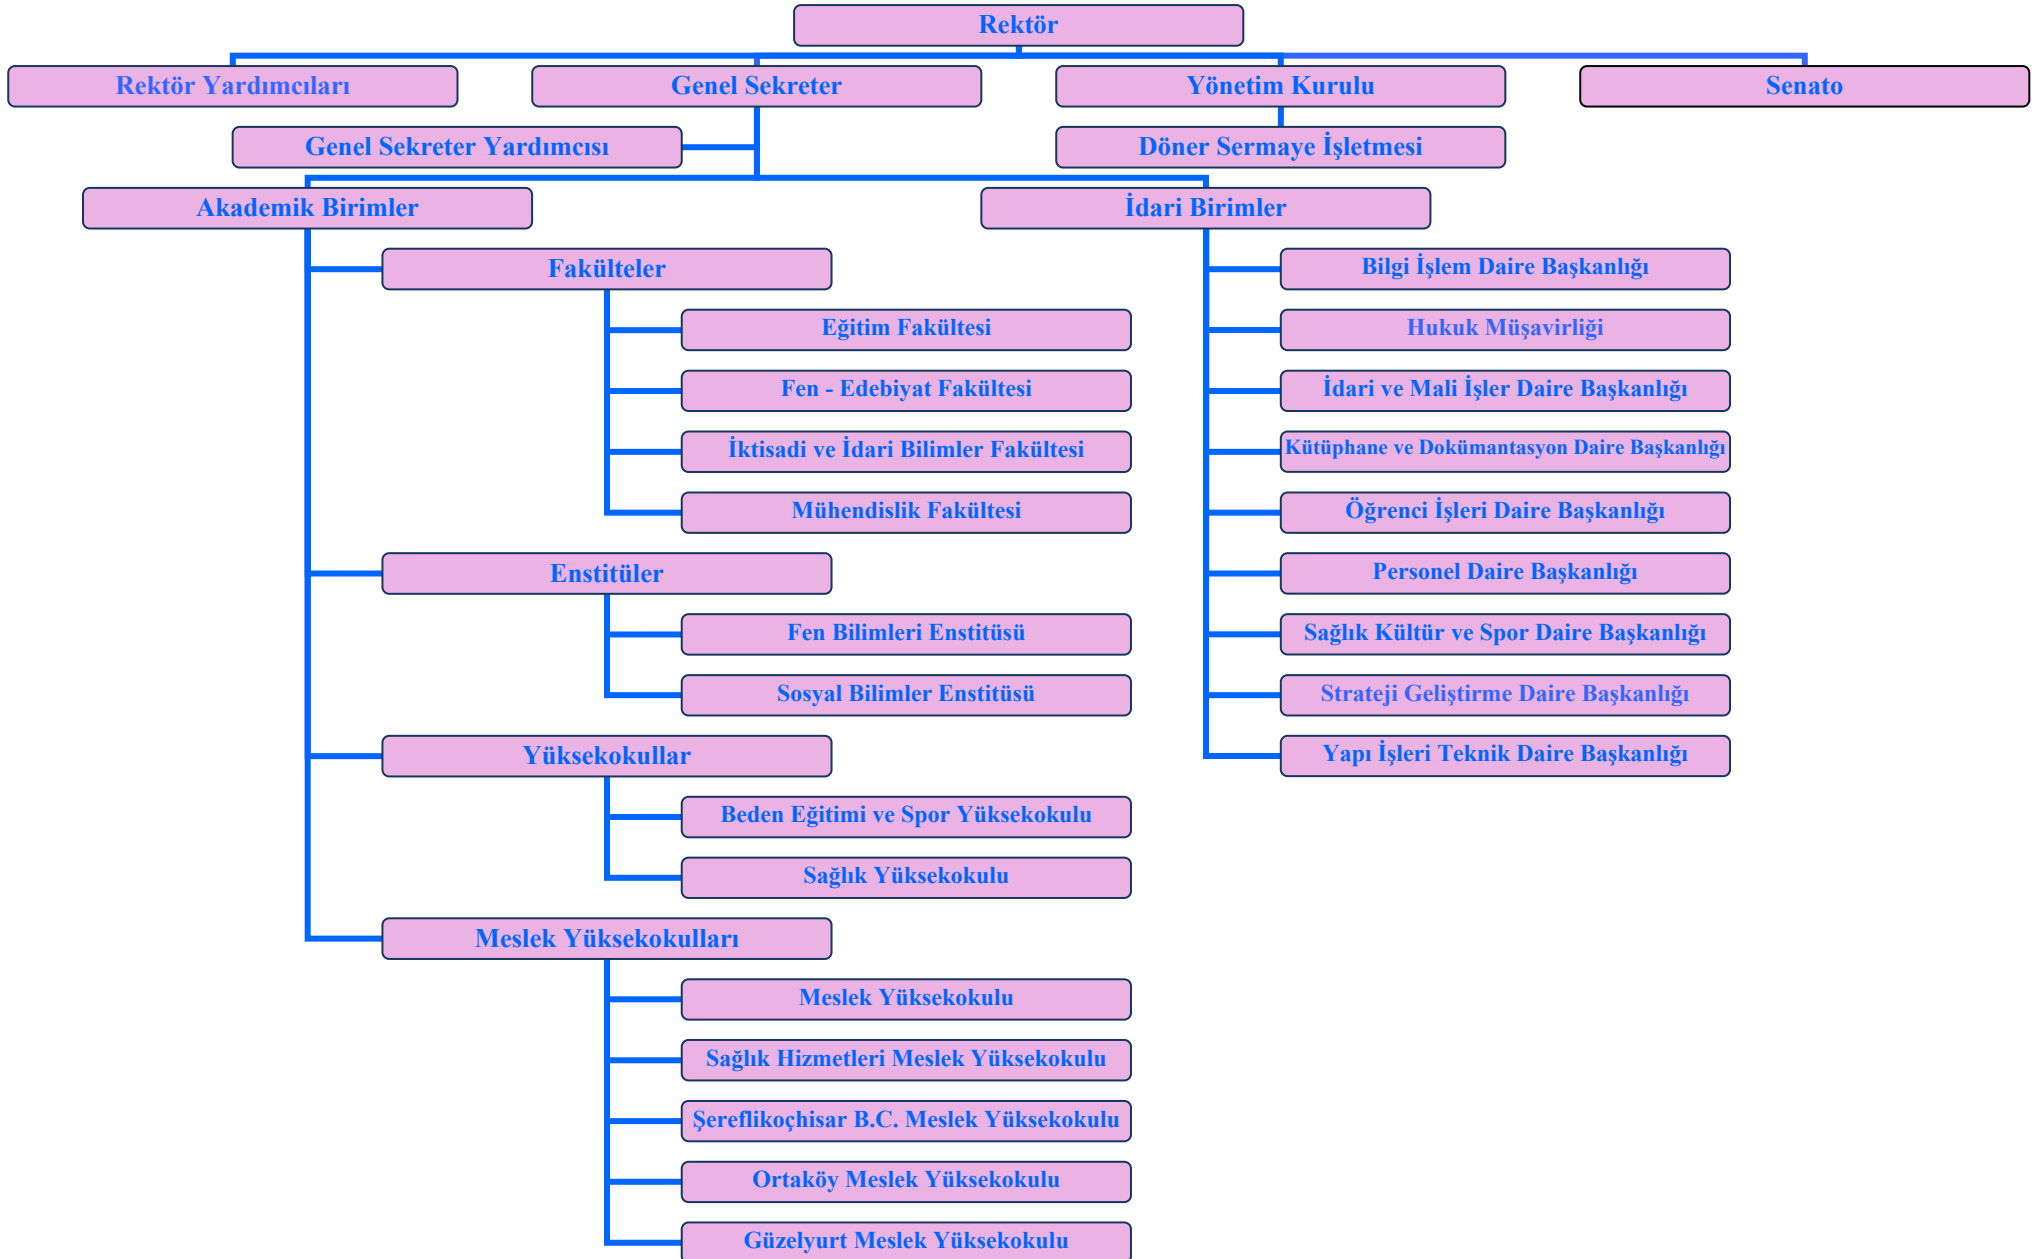 Rektör
Rektör Yardımcıları
Genel Sekreter
Yönetim Kurulu
Senato
Genel Sekreter Yardımcısı
Döner Sermaye İşletmesi
Akademik Birimler
Fakülteler
Eğitim Fakültesi
Fen - Edebiyat Fakültesi
İktisadi ve İdari Bilimler Fakültesi
Mühendislik Fakültesi
Enstitüler
Fen Bilimleri Enstitüsü
Sosyal Bilimler Enstitüsü
Yüksekokullar
Beden Eğitimi ve Spor Yüksekokulu
Sağlık Yüksekokulu
Meslek Yüksekokulları
Meslek Yüksekokulu
Sağlık Hizmetleri Meslek Yüksekokulu
Şereflikoçhisar B.C. Meslek Yüksekokulu
Ortaköy Meslek Yüksekokulu
Güzelyurt Meslek Yüksekokulu
İdari Birimler
Bilgi İşlem Daire Başkanlığı
Hukuk Müşavirliği
İdari ve Mali İşler Daire Başkanlığı
Kütüphane ve Dokümantasyon Daire Başkanlığı
Öğrenci İşleri Daire Başkanlığı
Personel Daire Başkanlığı
Sağlık Kültür ve Spor Daire Başkanlığı
Strateji Geliştirme Daire Başkanlığı
Yapı İşleri Teknik Daire Başkanlığı